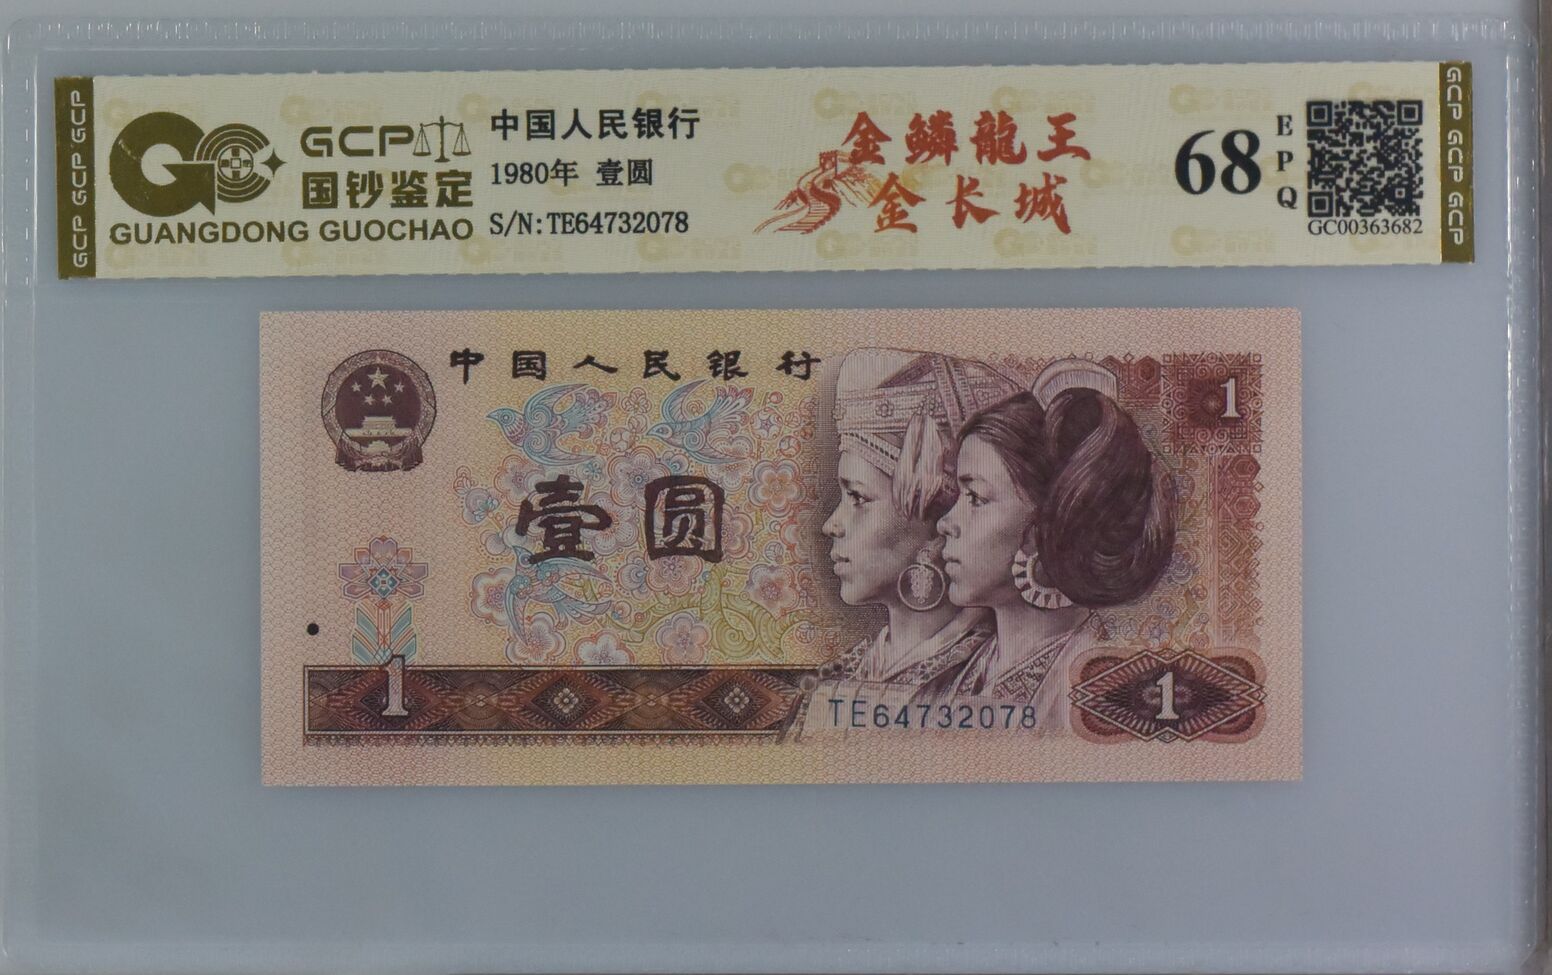 GCP
国钞鉴定
GUANGDONG GUOCHAO
中国人民银行
1980年 壹圆
S/N:TE64732078
金鳞龍王
金长城
68
EPQ
GC00363682
GCP GCP GCP
GCP GCP GCP
中国人民银行
1
壹圆
1
1
TE64732078